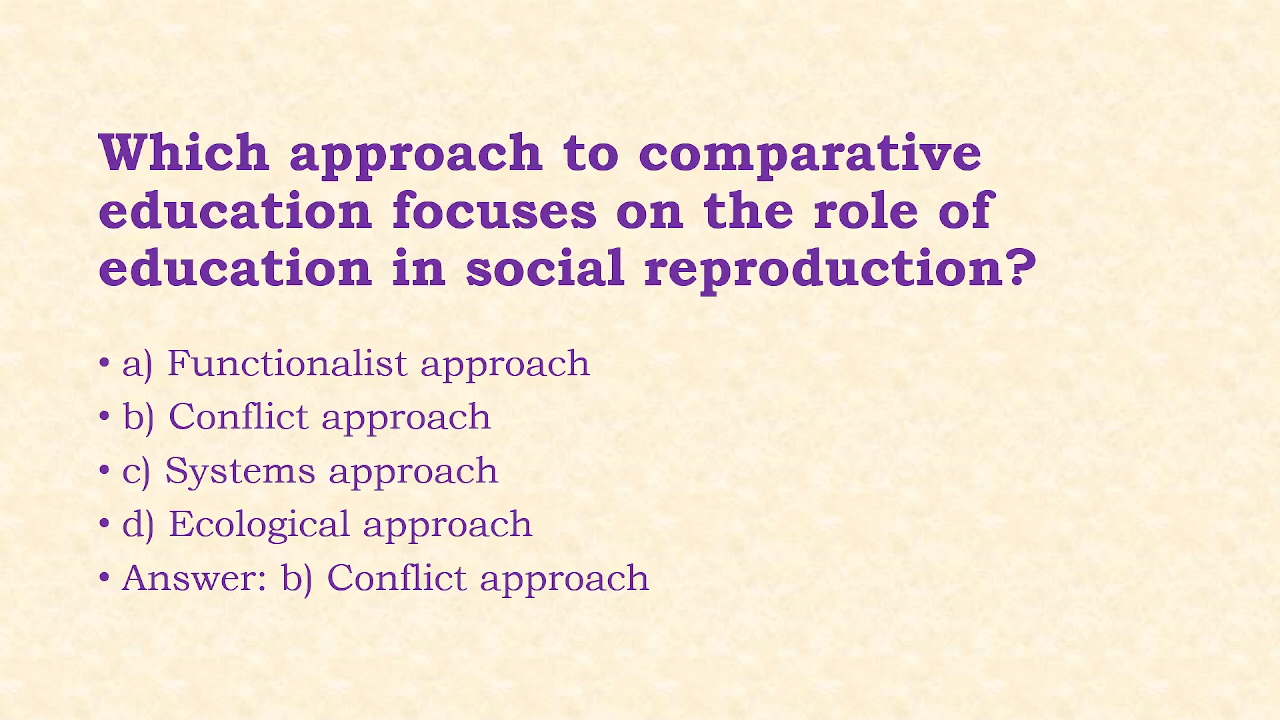 Which approach to comparative
education focuses on the role of
education in social reproduction?
• a) Functionalist approach
• b) Conflict approach
• c) Systems approach
• d) Ecological approach
• Answer: b) Conflict approach